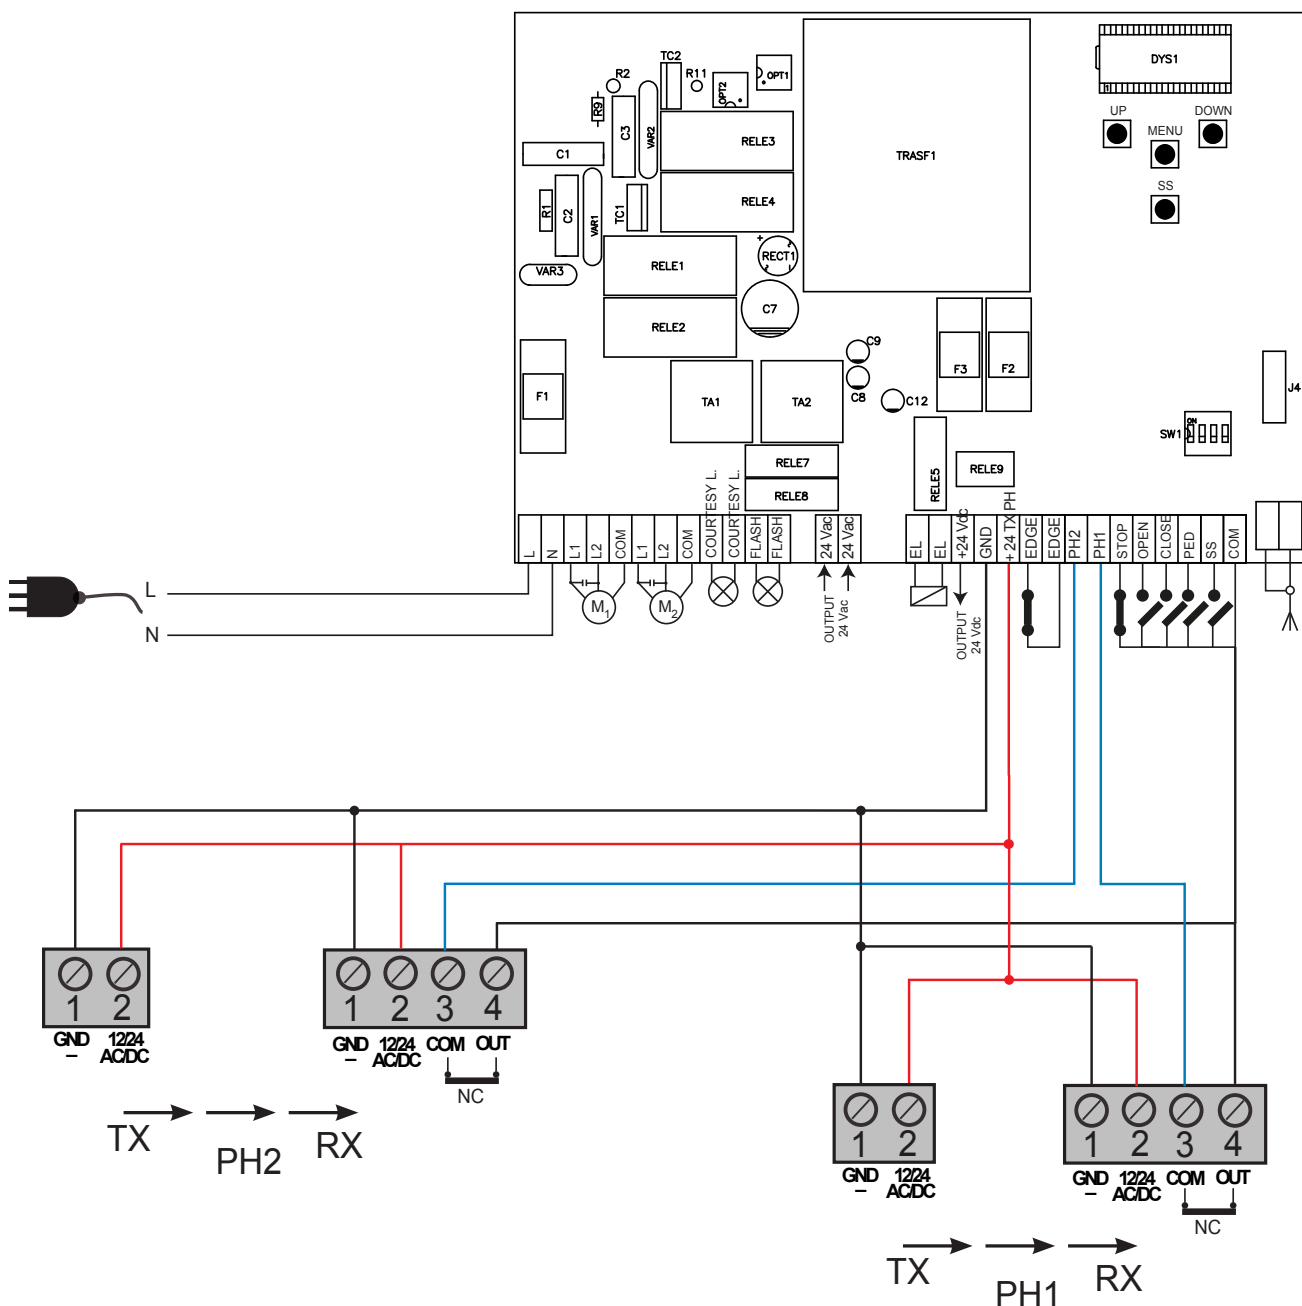 TC2
R2
R11
OPT2
OPT1
DYS1
1
R9
C3
VAR2
RELE3
TRASF1
UP
DOWN
MENU
SS
C1
R1
C2
VAR1
TC1
RELE4
VAR3
RELE1
+
RECT1
RELE2
C7
C9
C8
C12
F3
F2
F1
TA1
TA2
J4
SW1
ON
RELE7
RELE8
RELE5
RELE9
L
N
L1
L2
COM
L1
L2
COM
COURTESY L.
COURTESY L.
FLASH
FLASH
24 Vac
24 Vac
EL
EL
+24 Vdc
GND
+ 24 TX PH
EDGE
EDGE
PH2
PH1
STOP
OPEN
CLOSE
PED
SS
COM
L
N
M1
M2
OUTPUT
24 Vac
OUTPUT
24 Vdc
1 2
GND 12/24
– AC/DC
1 2 3 4
GND 12/24 COM OUT
– AC/DC
NC
TX PH2 RX
1 2
GND 12/24
– AC/DC
1 2 3 4
GND 12/24 COM OUT
– AC/DC
NC
TX PH1 RX